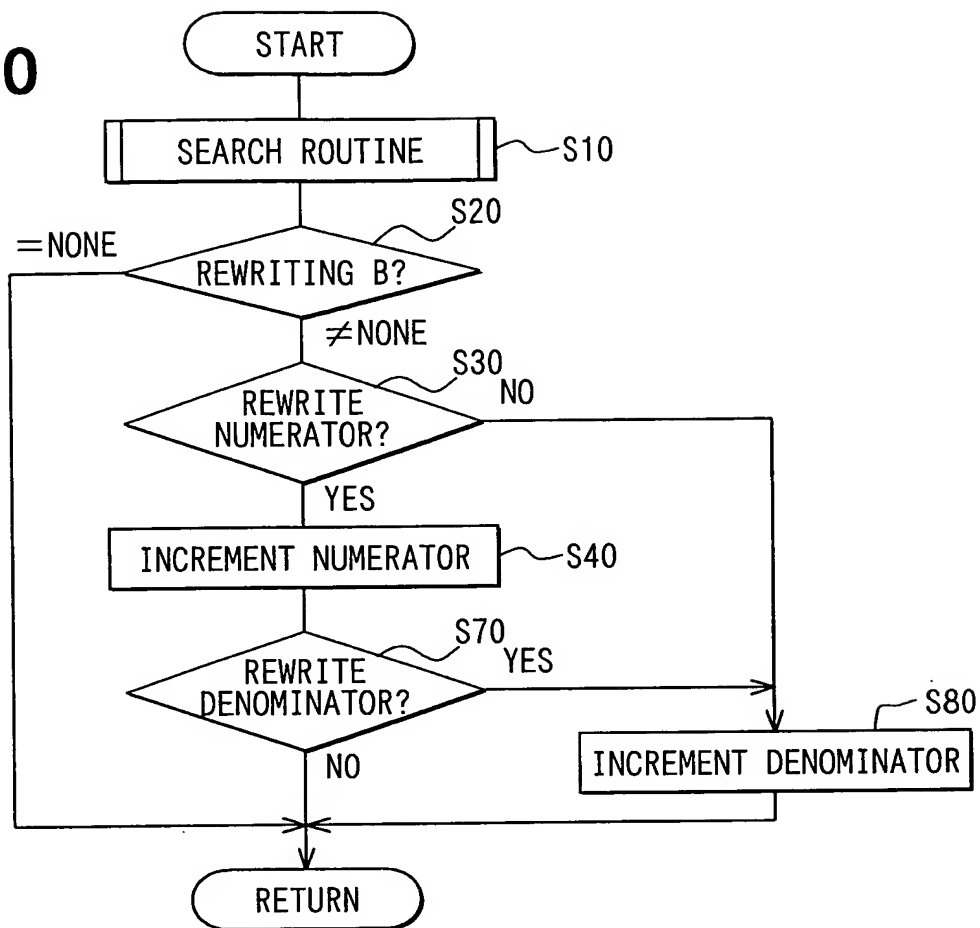 0
START
SEARCH ROUTINE
S10
S20
=NONE
REWRITING B?
≠NONE
S30
NO
REWRITE
NUMERATOR?
YES
INCREMENT NUMERATOR
S40
S70
YES
REWRITE
DENOMINATOR?
S80
NO
INCREMENT DENOMINATOR
RETURN